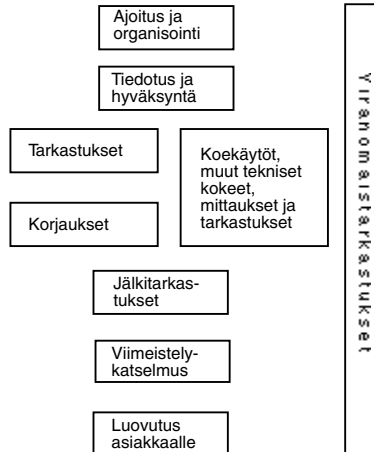 Ajoitus ja
organisointi
Tiedotus ja
hyväksyntä
Tarkastukset
Koekäytöt,
muut tekniset
kokeet,
mittaukset ja
tarkastukset
Korjaukset
Jälkitarkas-
tukset
Viimeistely-
katselmus
Luovutus
asiakkaalle
Viranomaistarkastukset